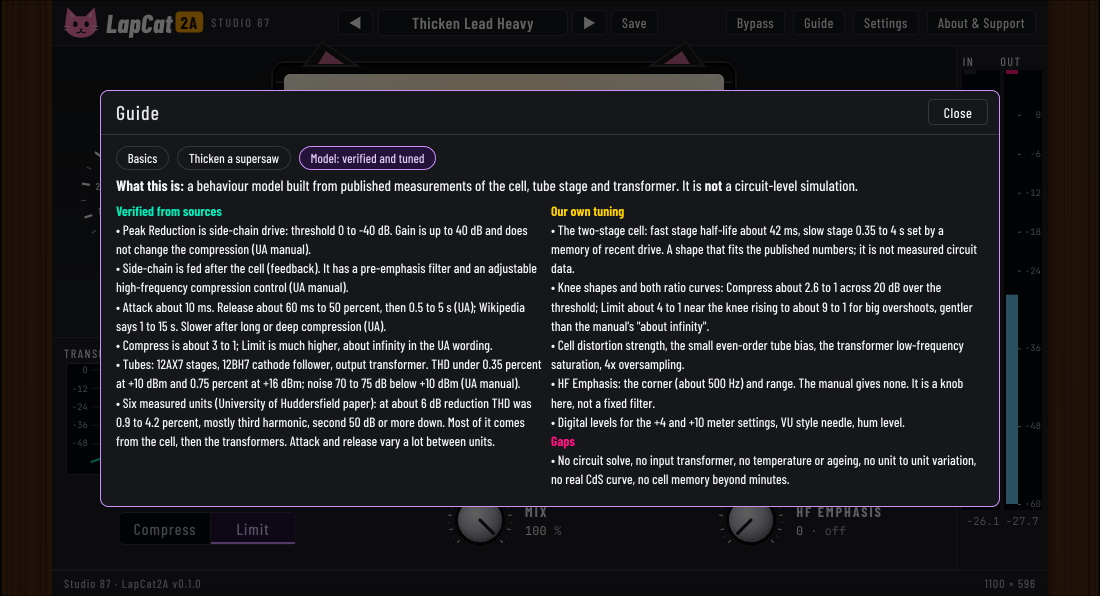 LapCat 2A STUDIO 87
Thicken Lead Heavy
Save
Bypass
Guide
Settings
About & Support
IN OUT
Guide
Close
Basics
Thicken a supersaw
Model: verified and tuned
What this is: a behaviour model built from published measurements of the cell, tube stage and transformer. It is not a circuit-level simulation.
Verified from sources
• Peak Reduction is side-chain drive: threshold 0 to -40 dB. Gain is up to 40 dB and does
not change the compression (UA manual).
• Side-chain is fed after the cell (feedback). It has a pre-emphasis filter and an adjustable
high-frequency compression control (UA manual).
• Attack about 10 ms. Release about 60 ms to 50 percent, then 0.5 to 5 s (UA); Wikipedia
says 1 to 15 s. Slower after long or deep compression (UA).
• Compress is about 3 to 1; Limit is much higher, about infinity in the UA wording.
• Tubes: 12AX7 stages, 12BH7 cathode follower, output transformer. THD under 0.35 percent
at +10 dBm and 0.75 percent at +16 dBm; noise 70 to 75 dB below +10 dBm (UA manual).
• Six measured units (University of Huddersfield paper): at about 6 dB reduction THD was
0.9 to 4.2 percent, mostly third harmonic, second 50 dB or more down. Most of it comes
from the cell, then the transformers. Attack and release vary a lot between units.
Our own tuning
• The two-stage cell: fast stage half-life about 42 ms, slow stage 0.35 to 4 s set by a
memory of recent drive. A shape that fits the published numbers; it is not measured circuit
data.
• Knee shapes and both ratio curves: Compress about 2.6 to 1 across 20 dB over the
threshold; Limit about 4 to 1 near the knee rising to about 9 to 1 for big overshoots, gentler
than the manual's "about infinity".
• Cell distortion strength, the small even-order tube bias, the transformer low-frequency
saturation, 4x oversampling.
• HF Emphasis: the corner (about 500 Hz) and range. The manual gives none. It is a knob
here, not a fixed filter.
• Digital levels for the +4 and +10 meter settings, VU style needle, hum level.
Gaps
• No circuit solve, no input transformer, no temperature or ageing, no unit to unit variation,
no real CdS curve, no cell memory beyond minutes.
0
-6
-12
-18
-24
-36
-48
-60
0
-12
-24
-36
-48
Compress
Limit
MIX
100 %
HF EMPHASIS
0 · off
-26.1 -27.7
Studio 87 · LapCat2A v0.1.0
1100 × 596